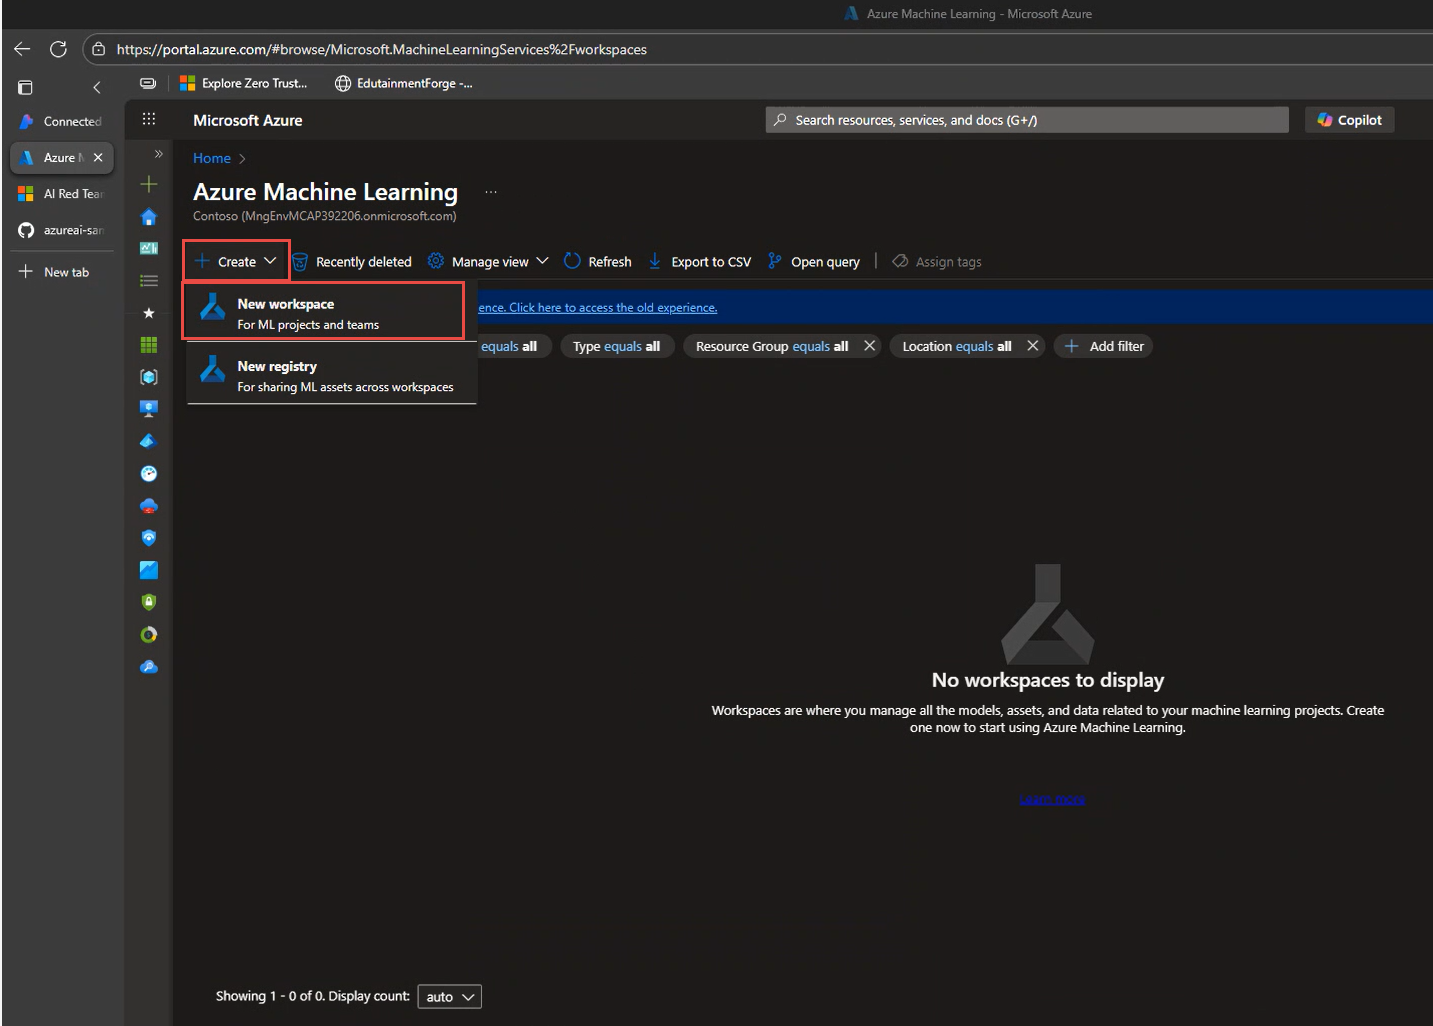 Azure Machine Learning - Microsoft Azure
https://portal.azure.com/#browse/Microsoft.MachineLearningServices%2Fworkspaces
Explore Zero Trust...
EdutainmentForge -...
Connected
Azure M
AI Red Tear
azureai-san
New tab
Microsoft Azure
Search resources, services, and docs (G+/)
Copilot
Home
Azure Machine Learning
...
Contoso (MngEnvMCAP392206.onmicrosoft.com)
Create
Recently deleted
Manage view
Refresh
Export to CSV
Open query
Assign tags
New workspace
For ML projects and teams
New registry
For sharing ML assets across workspaces
ence. Click here to access the old experience.
equals all
Type equals all
Resource Group equals all
Location equals all
Add filter
No workspaces to display
Workspaces are where you manage all the models, assets, and data related to your machine learning projects. Create
one now to start using Azure Machine Learning.
Learn more
Showing 1 - 0 of 0. Display count:
auto